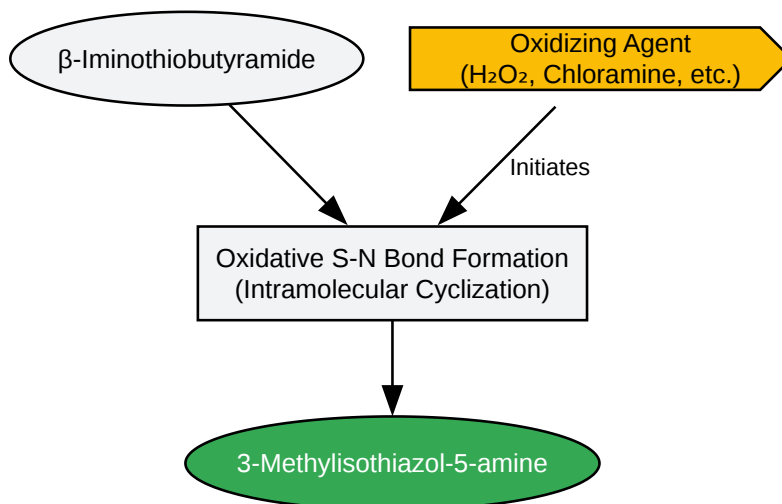 β-Iminothiobutyramide
Oxidizing Agent
(H₂O₂, Chloramine, etc.)
Initiates
Oxidative S-N Bond Formation
(Intramolecular Cyclization)
3-Methylisothiazol-5-amine